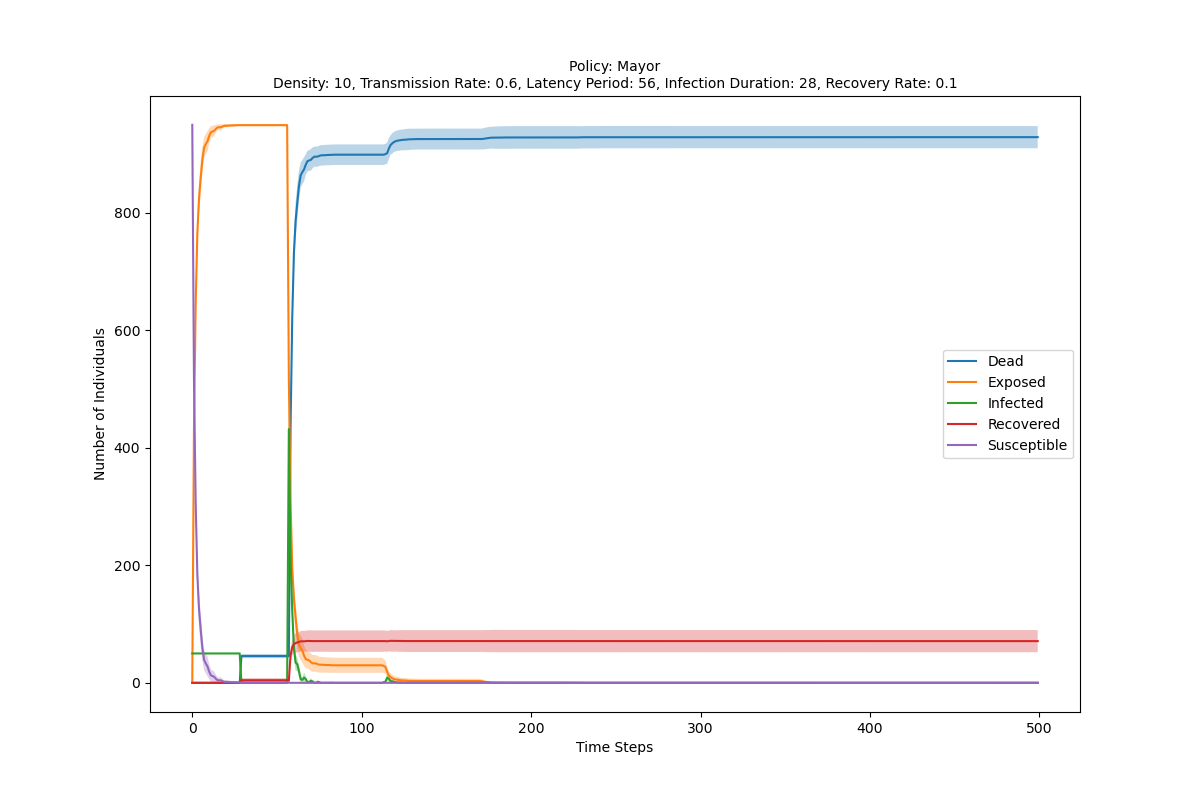 Policy: Mayor
Density: 10, Transmission Rate: 0.6, Latency Period: 56, Infection Duration: 28, Recovery Rate: 0.1
Number of Individuals
800
600
400
200
0
Dead
Exposed
Infected
Recovered
Susceptible
0 100 200 300 400 500
Time Steps